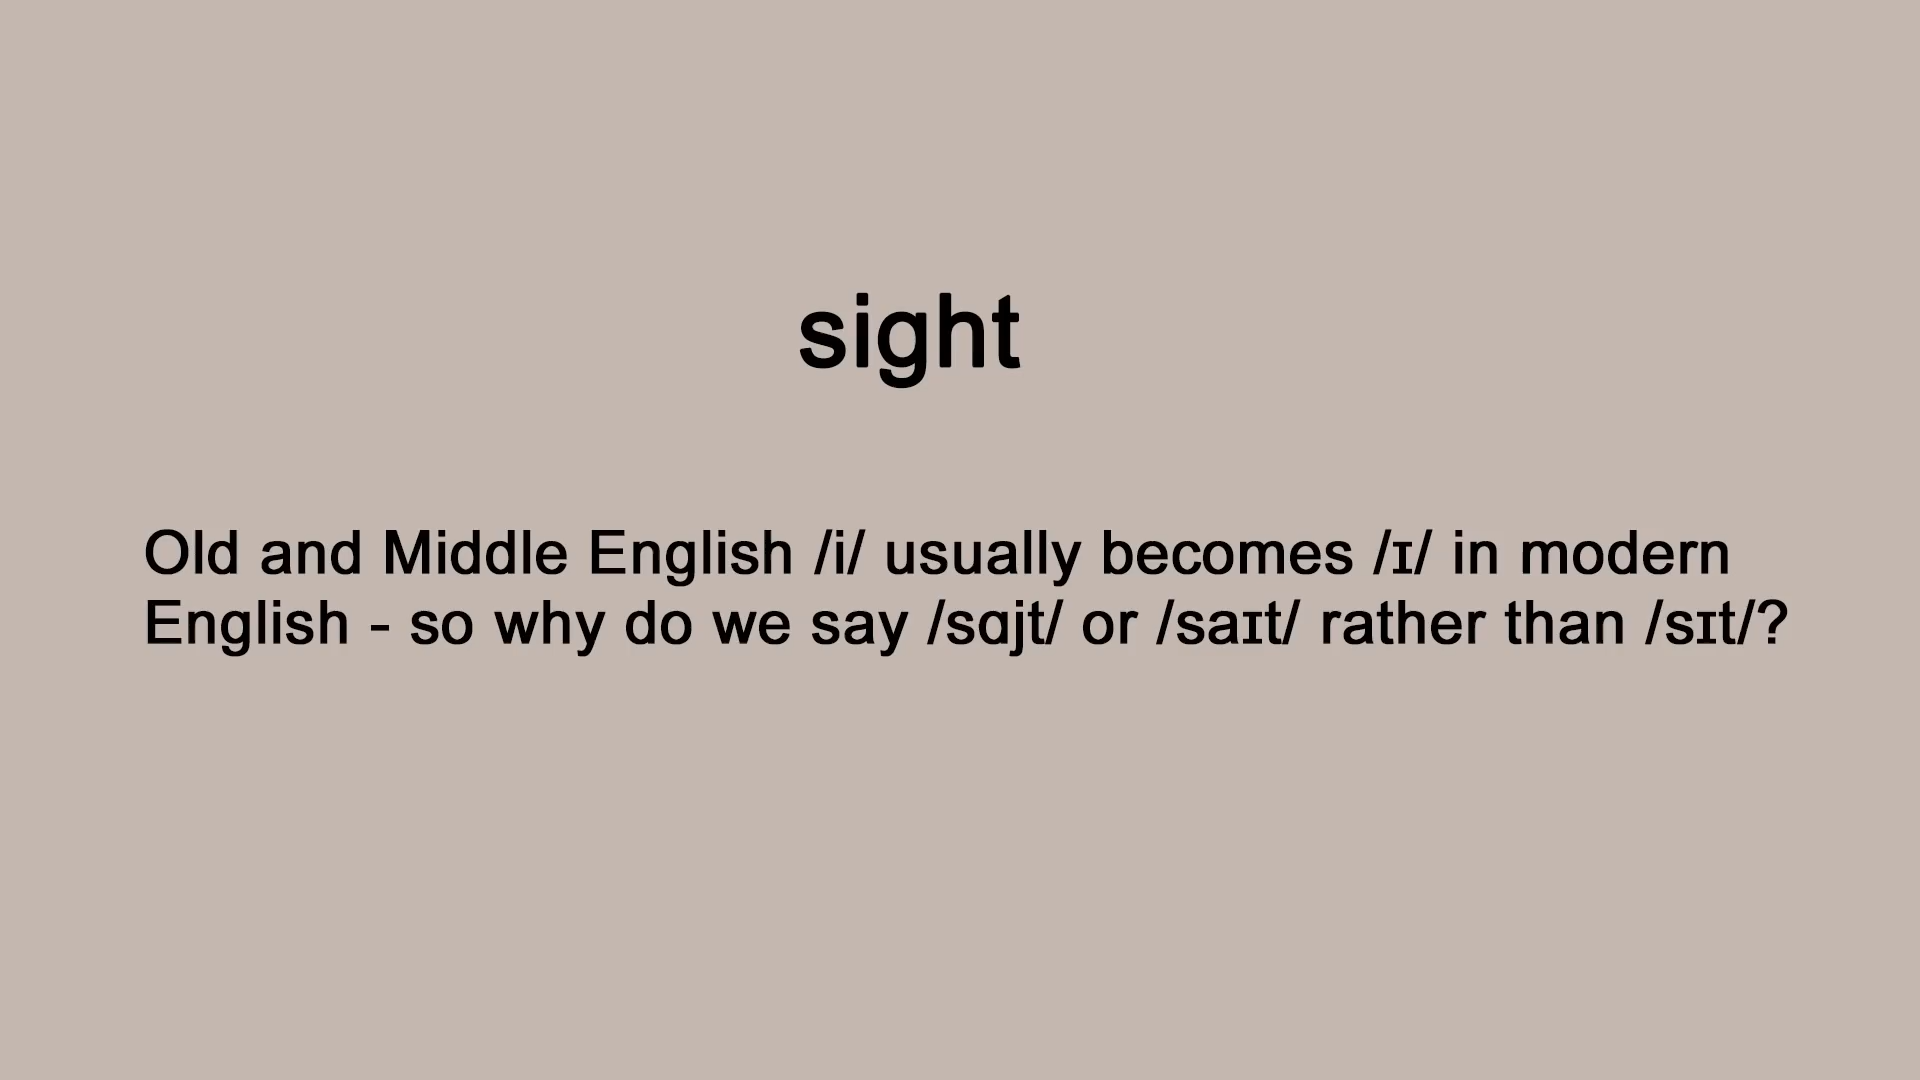 sight
Old and Middle English /i/ usually becomes /ɪ/ in modern
English - so why do we say /sɑjt/ or /saɪt/ rather than /sɪt/?